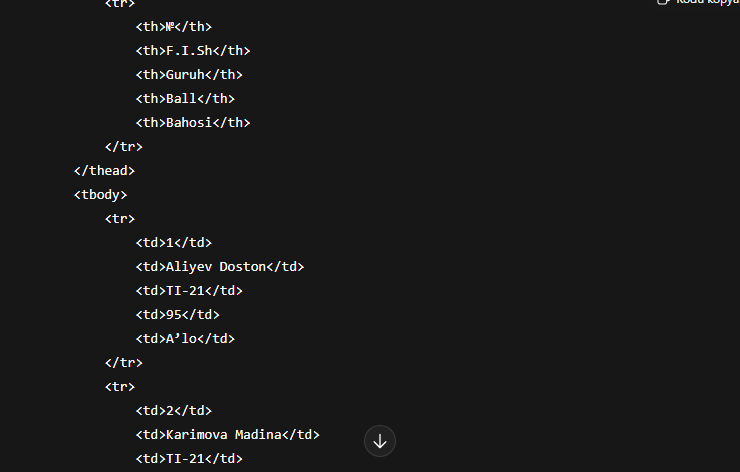 Kodu kopya
<tr>
<th>№</th>
<th>F.I.Sh</th>
<th>Guruh</th>
<th>Ball</th>
<th>Bahosi</th>
</tr>
</thead>
<tbody>
<tr>
<td>1</td>
<td>Aliyev Doston</td>
<td>TI-21</td>
<td>95</td>
<td>A’lo</td>
</tr>
<tr>
<td>2</td>
<td>Karimova Madina</td>
<td>TI-21</td>